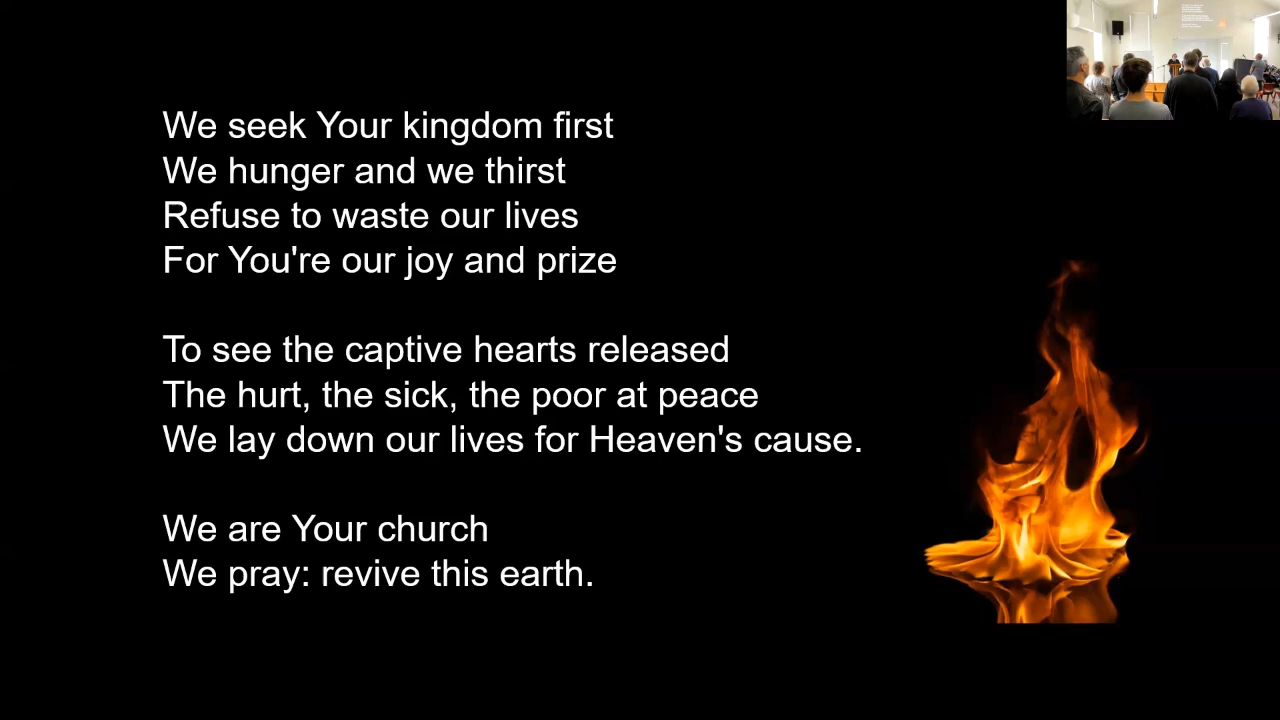 We seek Your kingdom first
We hunger and we thirst
Refuse to waste our lives
For You're our joy and prize
To see the captive hearts released
The hurt, the sick, the poor at peace
We lay down our lives for Heaven's cause.
We are Your church
We pray: revive this earth.